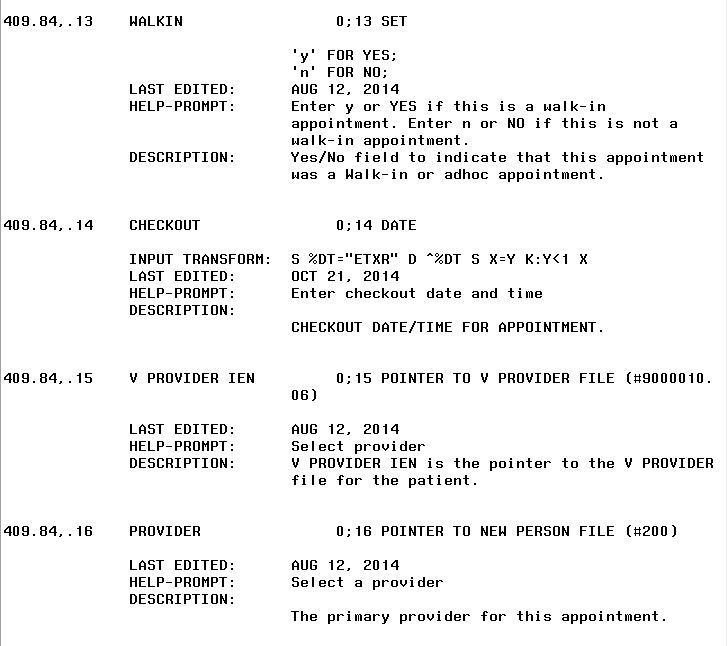 409.84,.13 WALKIN 0;13 SET
'y' FOR YES;
'n' FOR NO;
LAST EDITED: AUG 12, 2014
HELP-PROMPT: Enter y or YES if this is a walk-in
appointment. Enter n or NO if this is not a
walk-in appointment.
DESCRIPTION: Yes/No field to indicate that this appointment
was a Walk-in or adhoc appointment.
409.84,.14 CHECKOUT 0;14 DATE
INPUT TRANSFORM: S %DT="ETXR" D ^%DT S X=Y K:Y<1 X
LAST EDITED: OCT 21, 2014
HELP-PROMPT: Enter checkout date and time
DESCRIPTION:
CHECKOUT DATE/TIME FOR APPOINTMENT.
409.84,.15 V PROVIDER IEN 0;15 POINTER TO V PROVIDER FILE (#9000010.
06)
LAST EDITED: AUG 12, 2014
HELP-PROMPT: Select provider
DESCRIPTION: V PROVIDER IEN is the pointer to the V PROVIDER
file for the patient.
409.84,.16 PROVIDER 0;16 POINTER TO NEW PERSON FILE (#200)
LAST EDITED: AUG 12, 2014
HELP-PROMPT: Select a provider
DESCRIPTION:
The primary provider for this appointment.